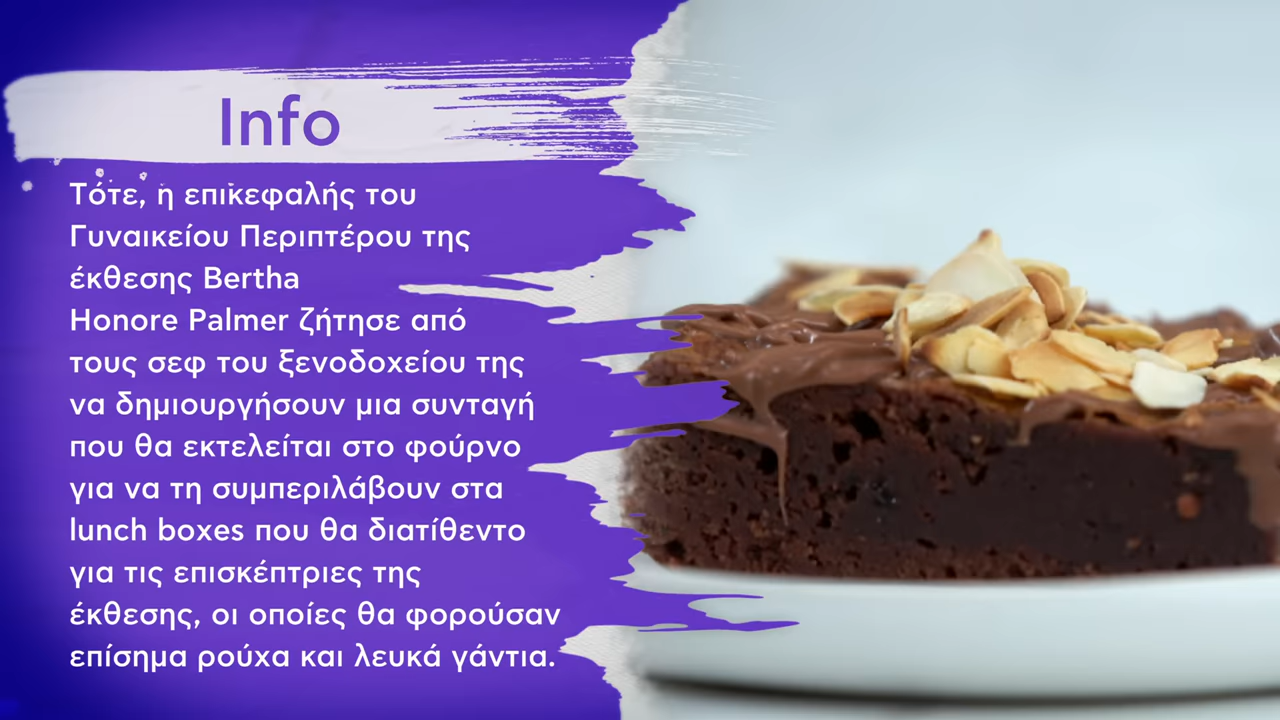 Info
Τότε, η επικεφαλής του
Γυναικείου Περιπτέρου της
έκθεσης Bertha
Honore Palmer ζήτησε από
τους σεφ του ξενοδοχείου της
να δημιουργήσουν μια συνταγή
που θα εκτελείται στο φούρνο
για να τη συμπεριλάβουν στα
lunch boxes που θα διατίθεντο
για τις επισκέπτριες της
έκθεσης, οι οποίες θα φορούσαν
επίσημα ρούχα και λευκά γάντια.